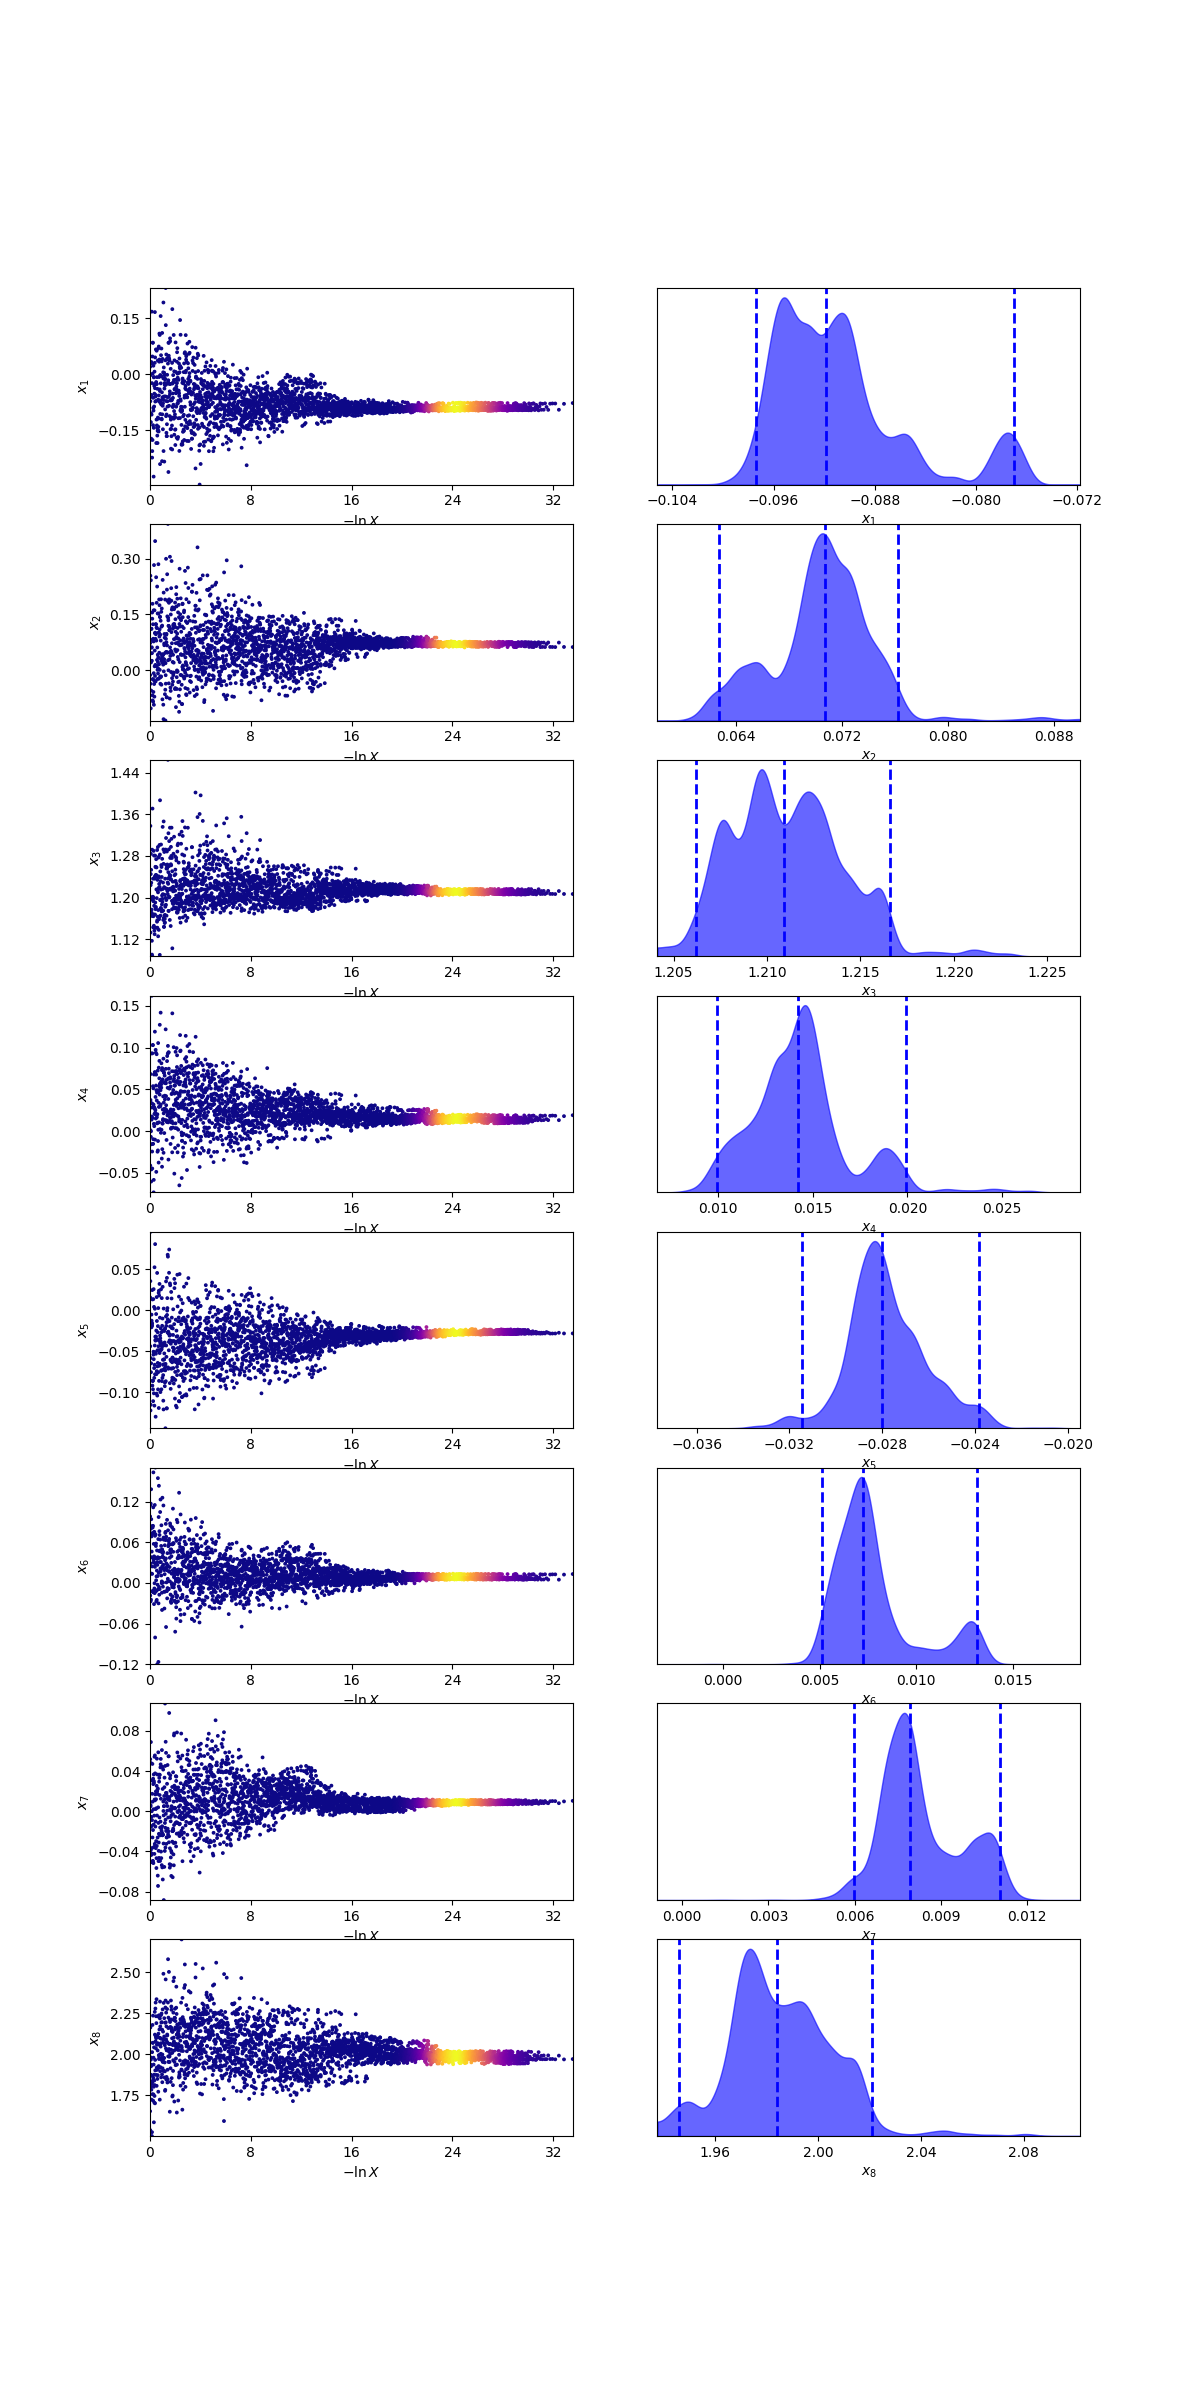 0.15
0.00
−0.15
x₁
0 8 16 24 32
−ln X
−0.104 −0.096 −0.088 −0.080 −0.072
x₁
0.30
0.15
0.00
x₂
0 8 16 24 32
−ln X
0.064 0.072 0.080 0.088
x₂
1.44
1.36
1.28
1.20
1.12
x₃
0 8 16 24 32
−ln X
1.205 1.210 1.215 1.220 1.225
x₃
0.15
0.10
0.05
0.00
−0.05
x₄
0 8 16 24 32
−ln X
0.010 0.015 0.020 0.025
x₄
0.05
0.00
−0.05
−0.10
x₅
0 8 16 24 32
−ln X
−0.036 −0.032 −0.028 −0.024 −0.020
x₅
0.12
0.06
0.00
−0.06
−0.12
x₆
0 8 16 24 32
−ln X
0.000 0.005 0.010 0.015
x₆
0.08
0.04
0.00
−0.04
−0.08
x₇
0 8 16 24 32
−ln X
0.000 0.003 0.006 0.009 0.012
x₇
2.50
2.25
2.00
1.75
x₈
0 8 16 24 32
−ln X
1.96 2.00 2.04 2.08
x₈